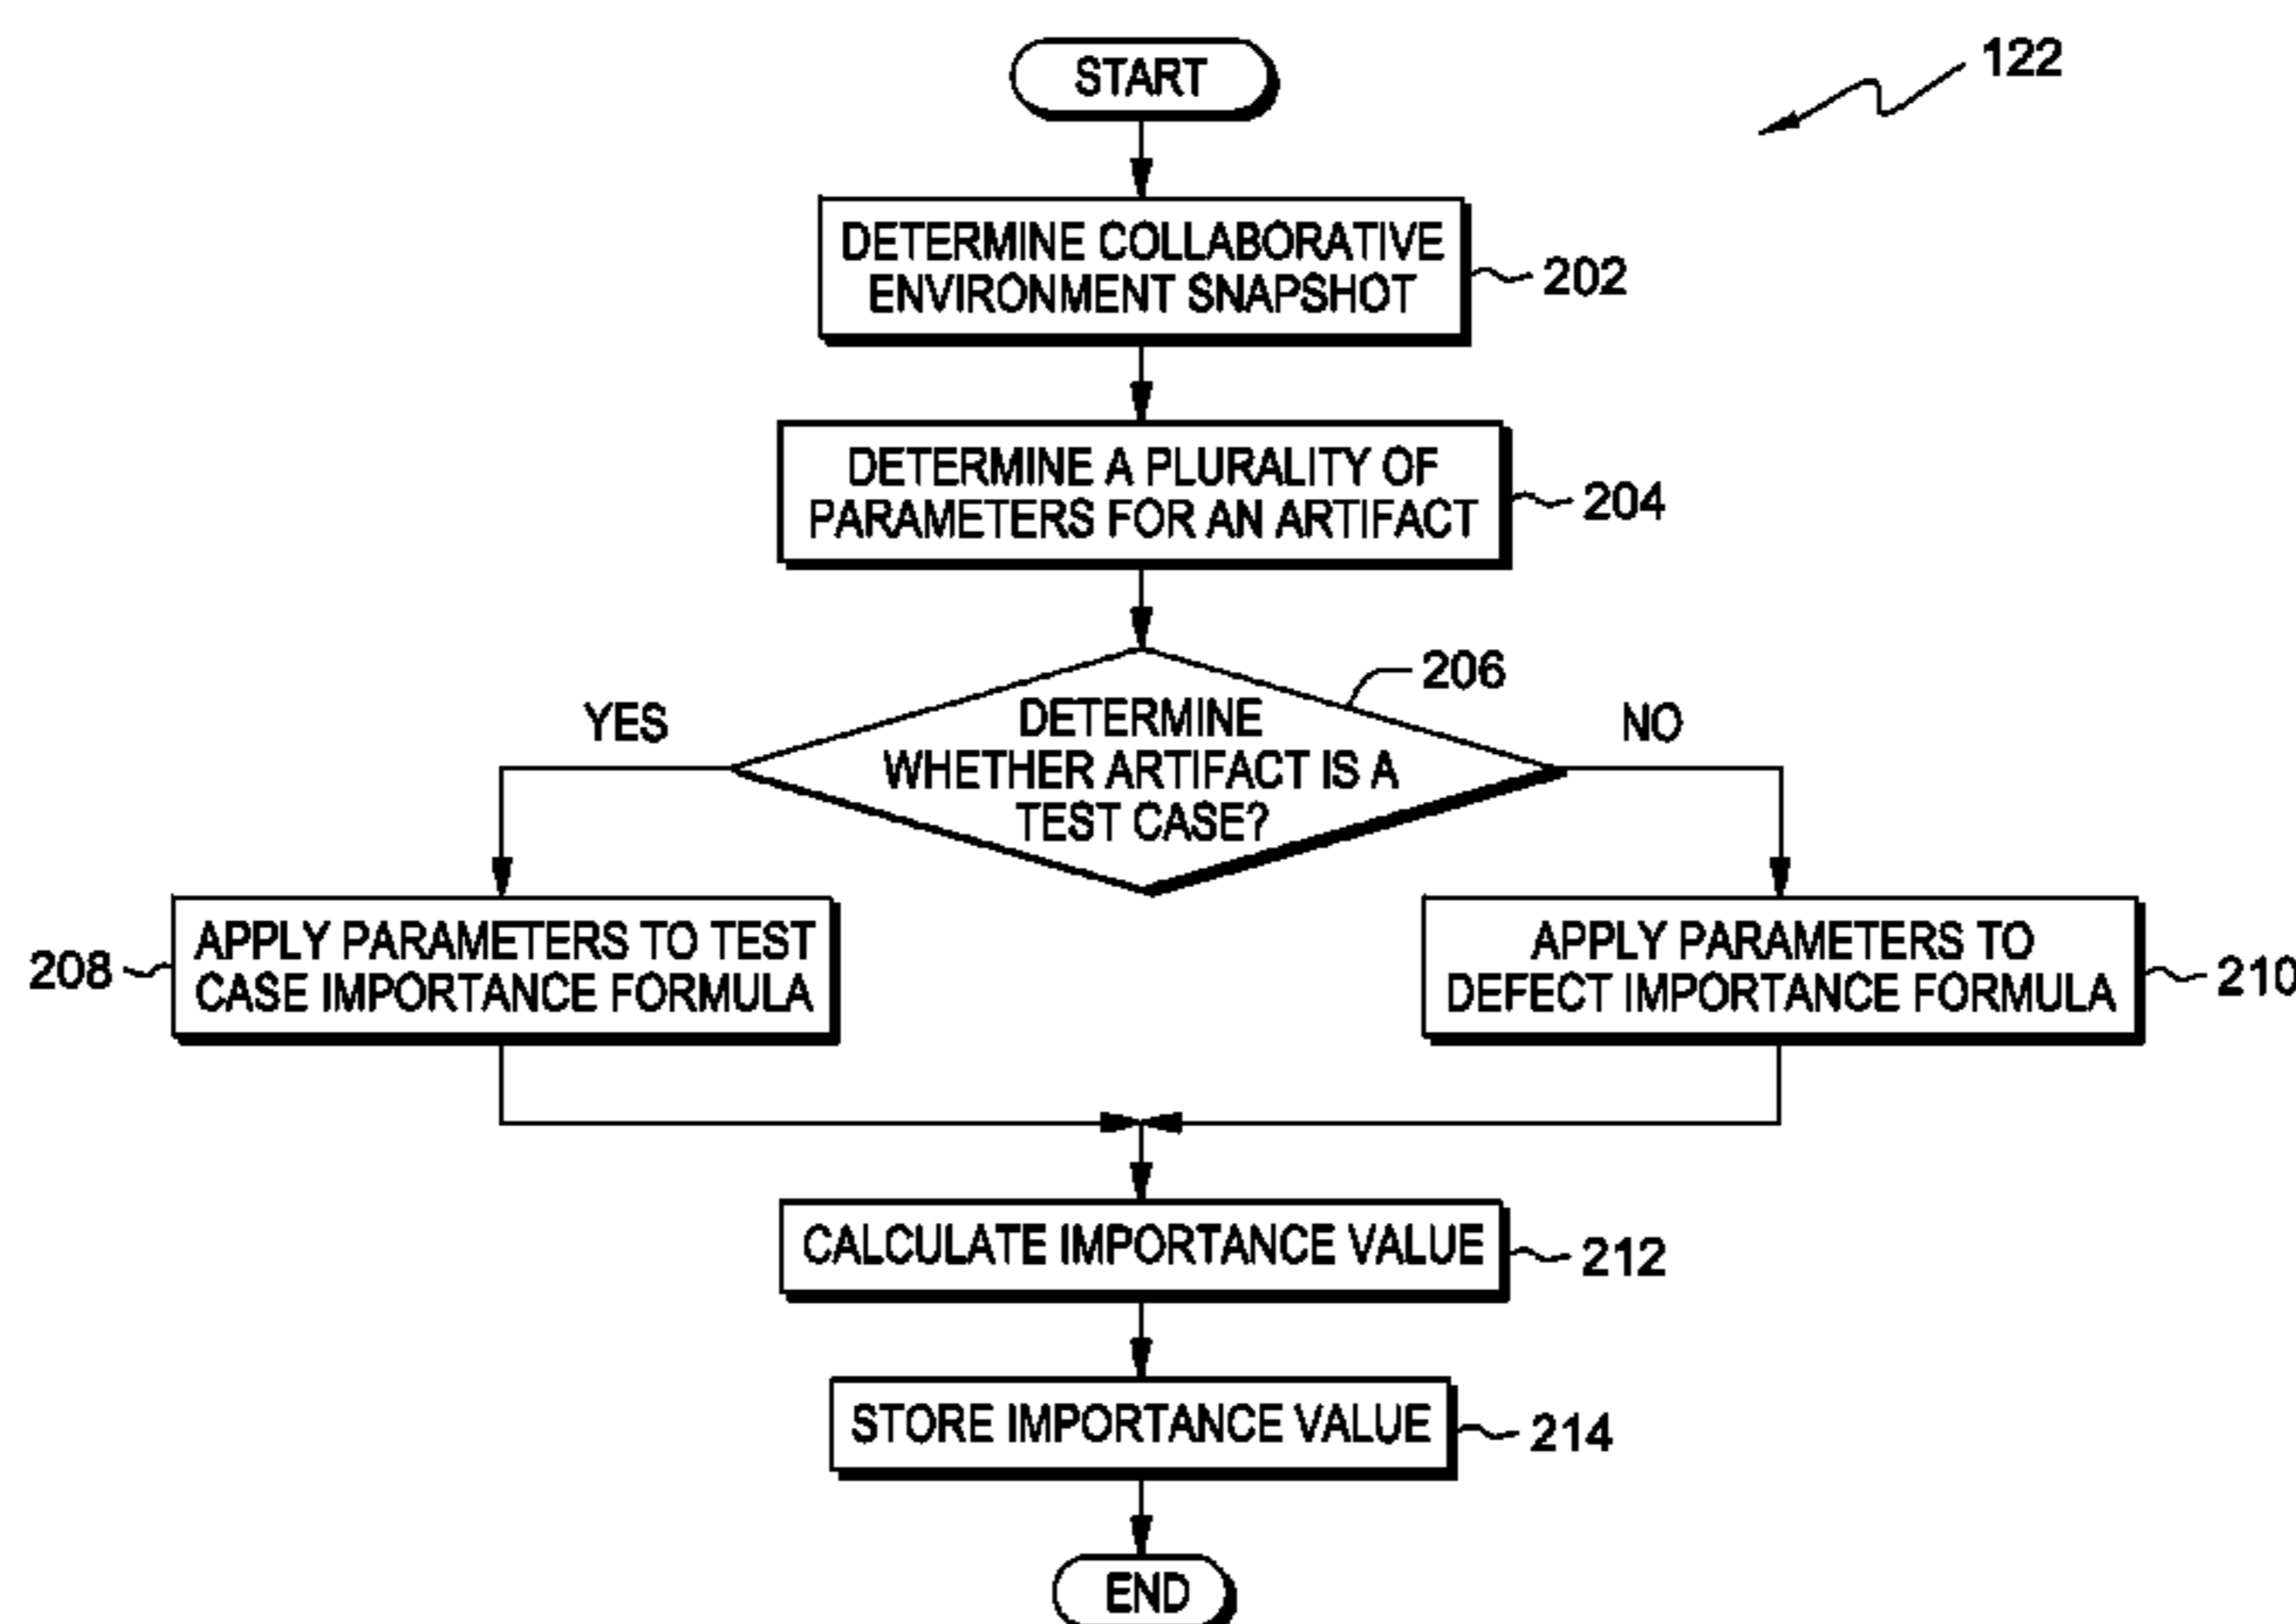 START
122
DETERMINE COLLABORATIVE
ENVIRONMENT SNAPSHOT
202
DETERMINE A PLURALITY OF
PARAMETERS FOR AN ARTIFACT
204
206
YES
DETERMINE
WHETHER ARTIFACT IS A
TEST CASE?
NO
208
APPLY PARAMETERS TO TEST
CASE IMPORTANCE FORMULA
APPLY PARAMETERS TO
DEFECT IMPORTANCE FORMULA
210
CALCULATE IMPORTANCE VALUE
212
STORE IMPORTANCE VALUE
214
END